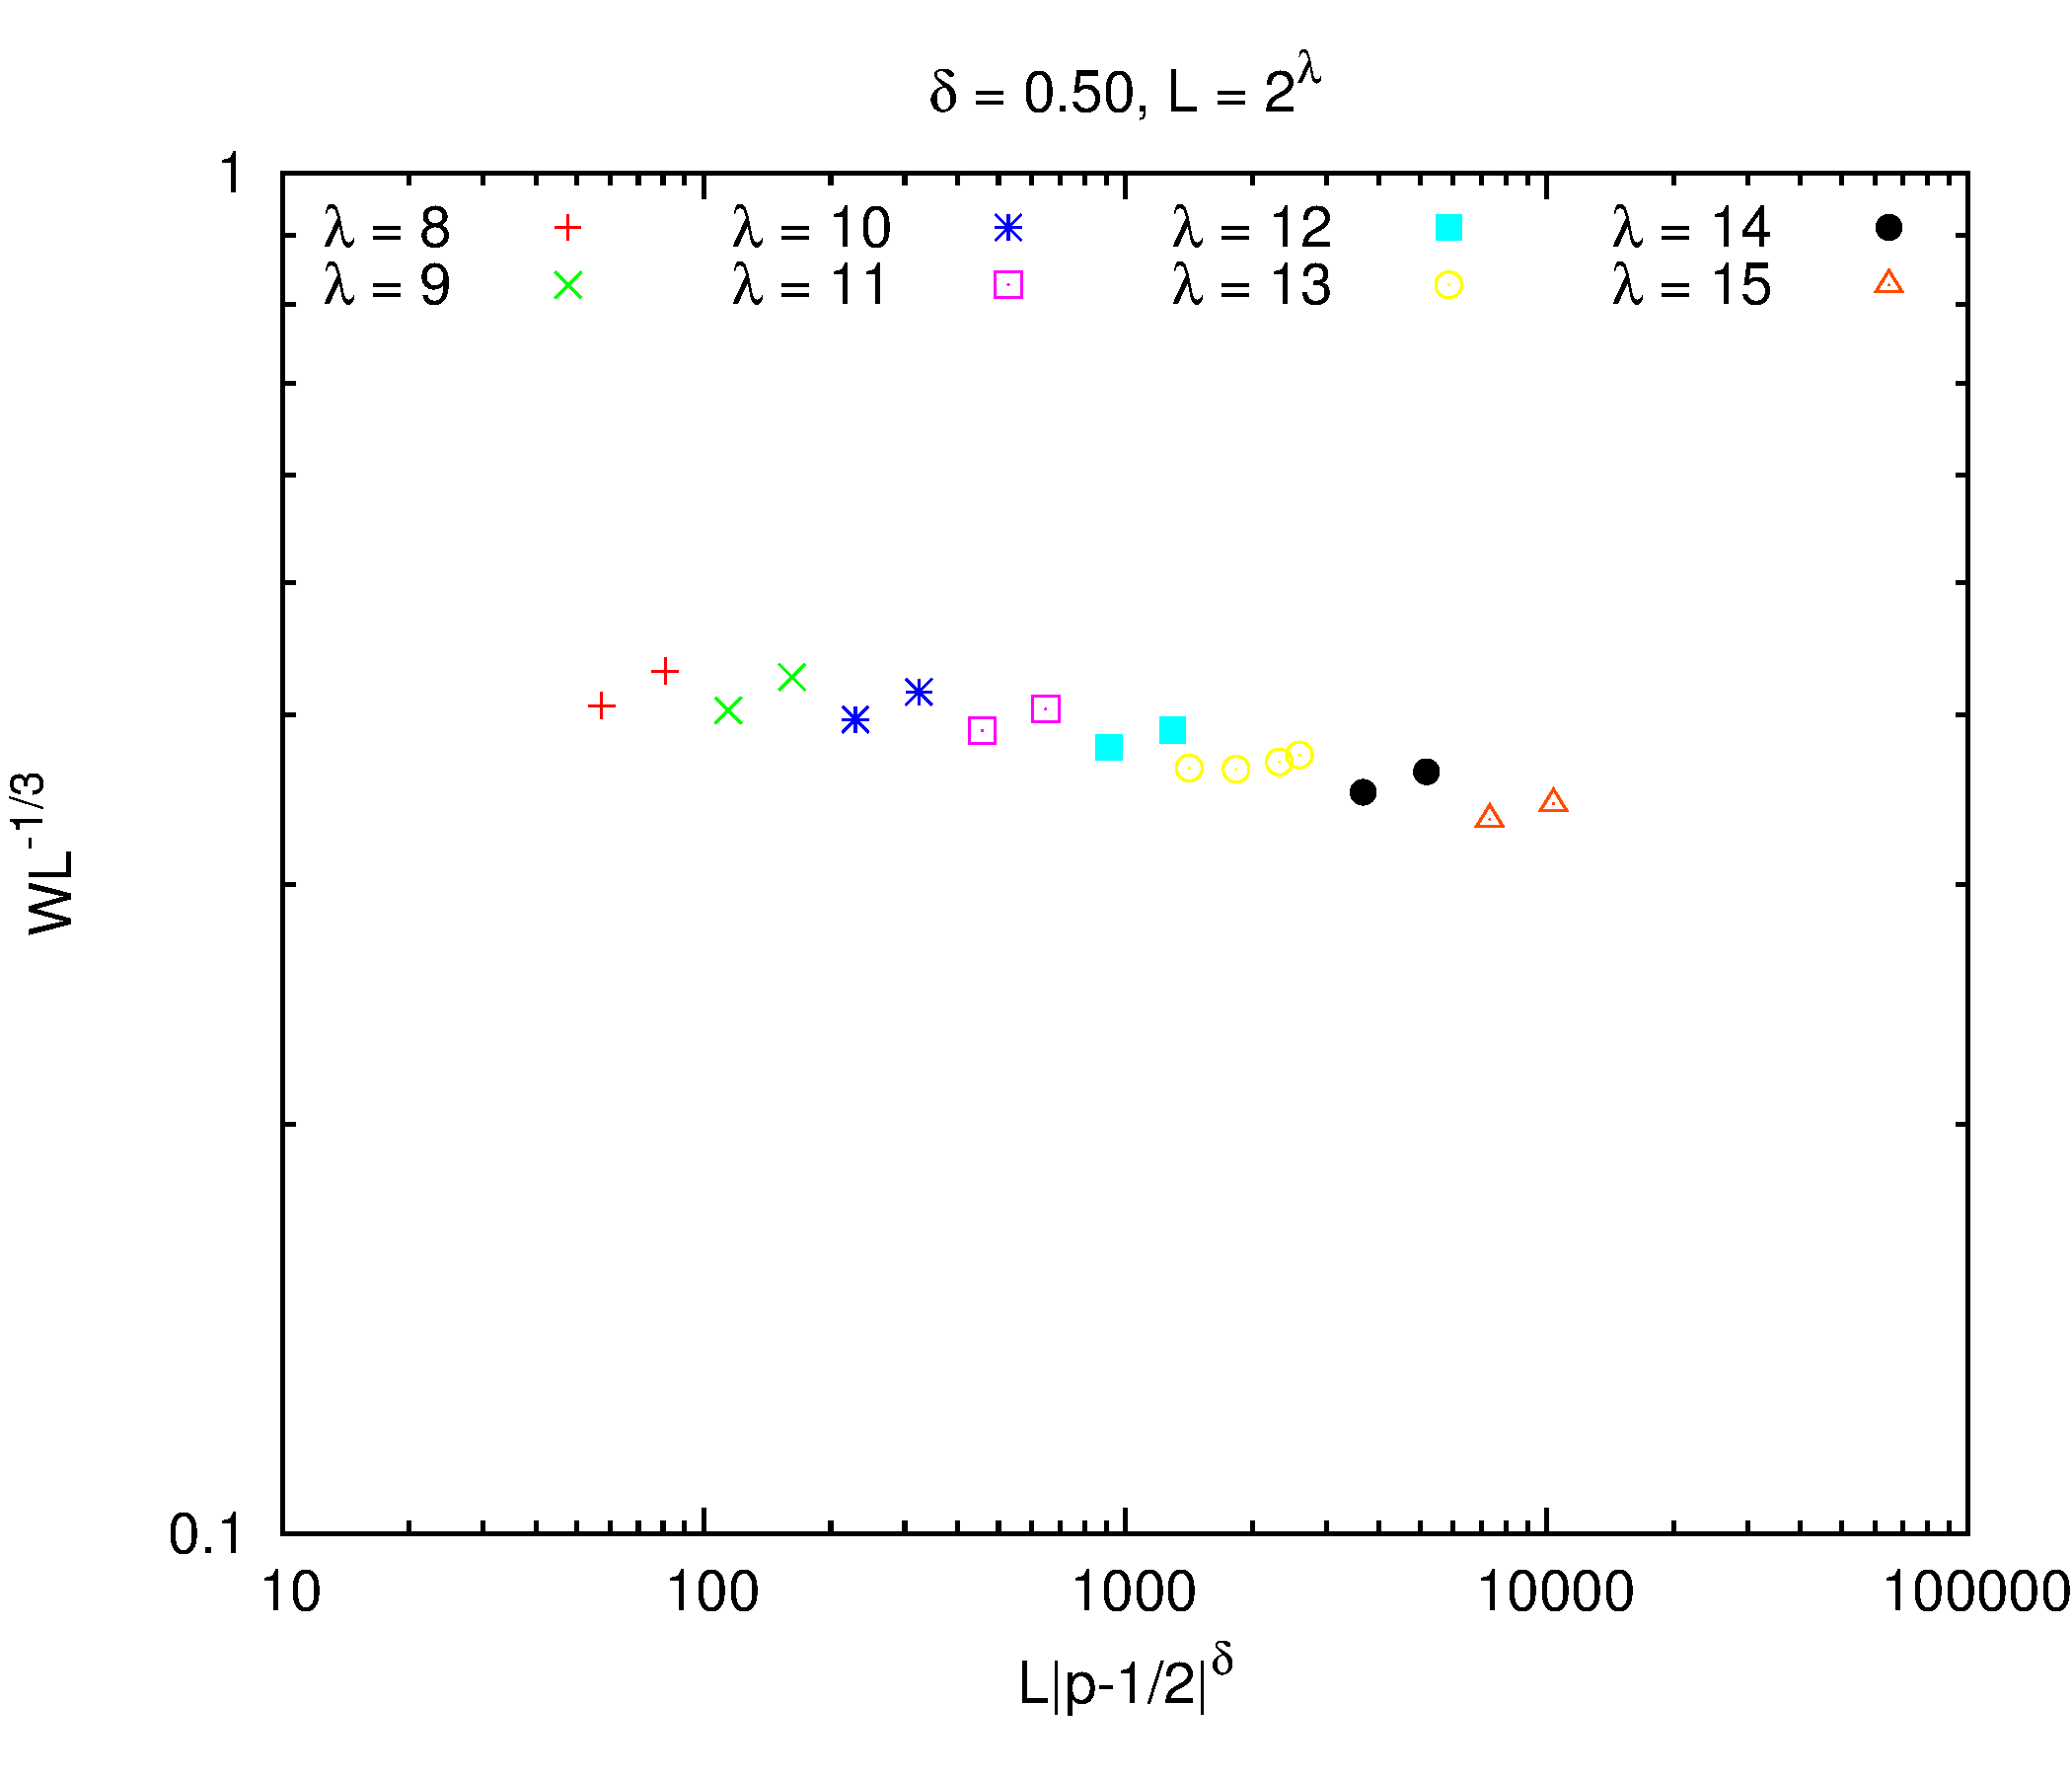 δ = 0.50, L = 2^λ
1
λ = 8 λ = 10 λ = 12 λ = 14
λ = 9 λ = 11 λ = 13 λ = 15
WL^-1/3
0.1
10 100 1000 10000 100000
L|p-1/2|^δ